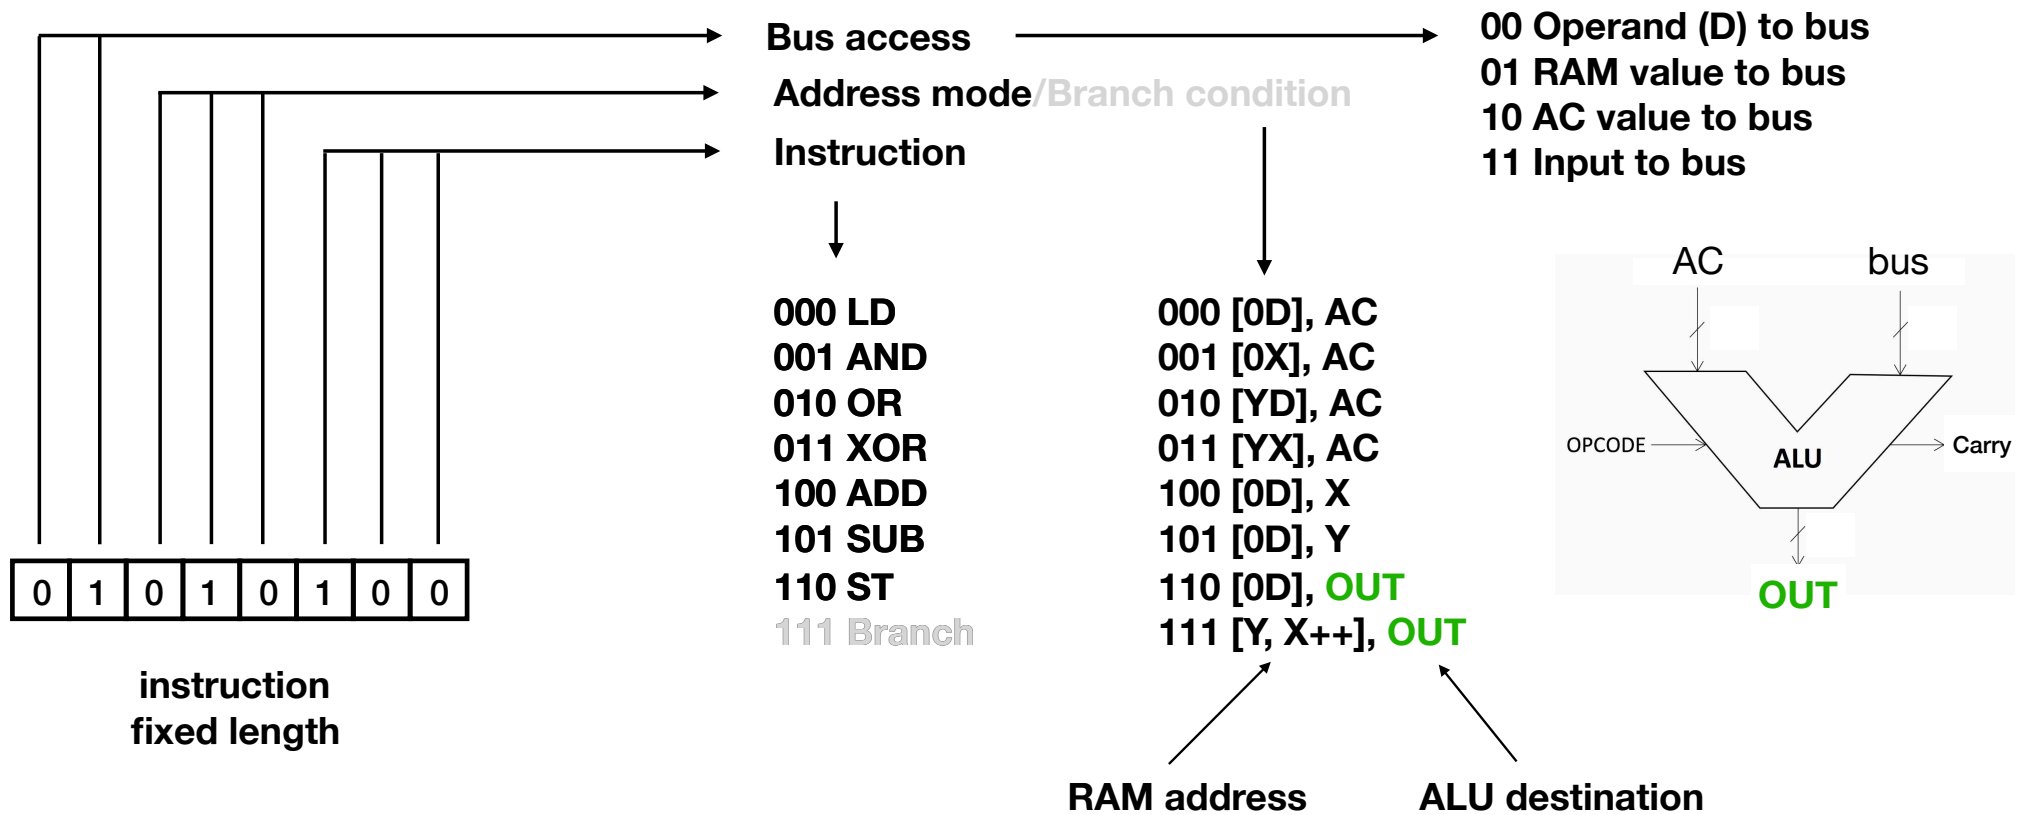 Bus access
Address mode/Branch condition
Instruction
00 Operand (D) to bus
01 RAM value to bus
10 AC value to bus
11 Input to bus
000 LD
001 AND
010 OR
011 XOR
100 ADD
101 SUB
110 ST
111 Branch
000 [0D], AC
001 [0X], AC
010 [YD], AC
011 [YX], AC
100 [0D], X
101 [0D], Y
110 [0D], OUT
111 [Y, X++], OUT
AC
bus
OPCODE
ALU
Carry
OUT
0 1 0 1 0 1 0 0
instruction
fixed length
RAM address
ALU destination